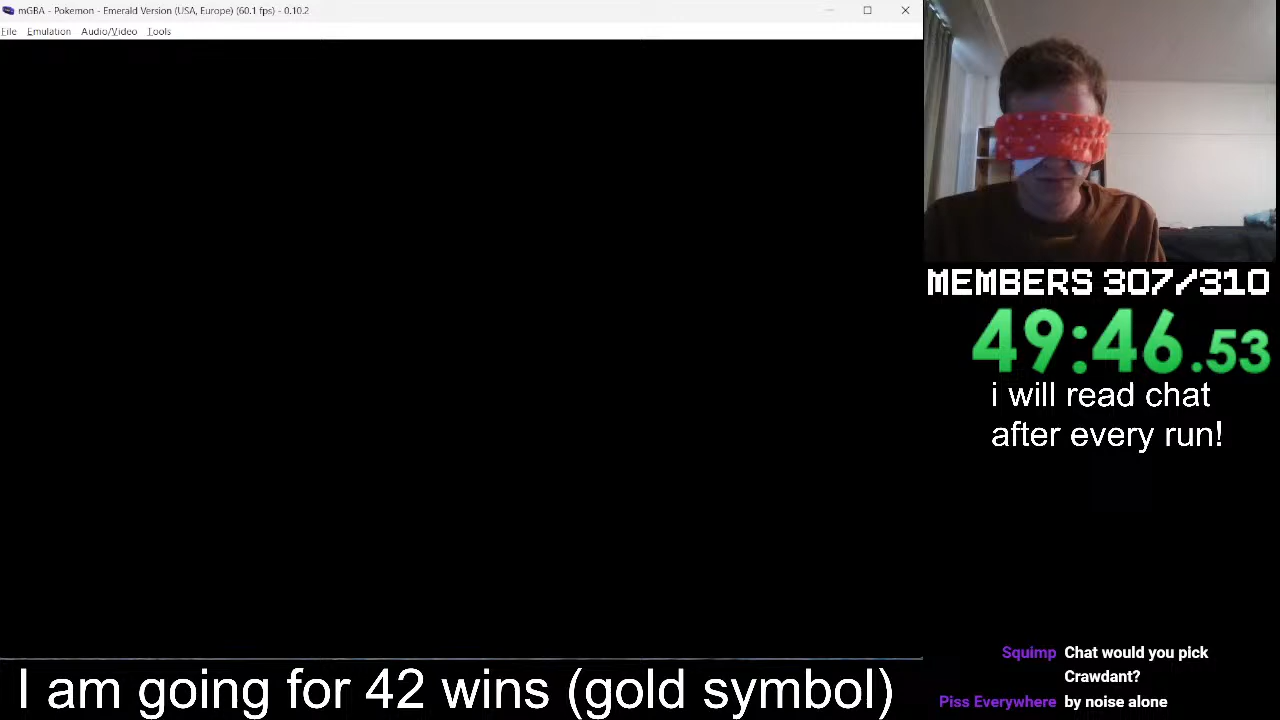 mGBA - Pokemon - Emerald Version (USA, Europe) (60.1 fps) - 0.10.2
File Emulation Audio/Video Tools
MEMBERS 307/310
49:46.53
i will read chat
after every run!
Squimp Chat would you pick
Crawdant?
Piss Everywhere by noise alone
I am going for 42 wins (gold symbol)